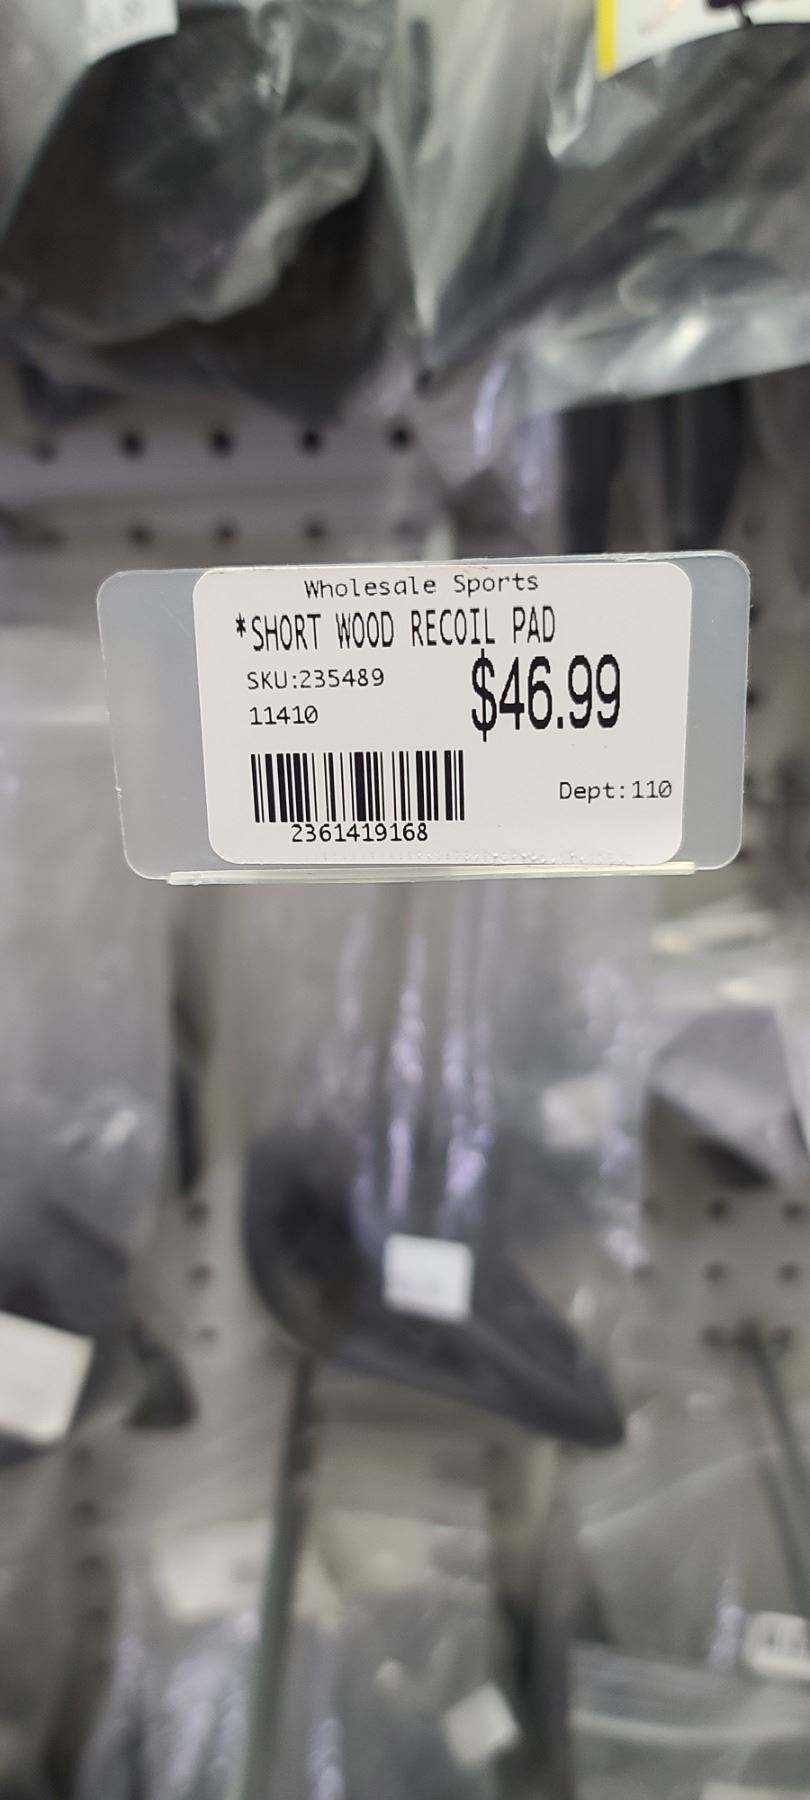 Wholesale Sports
*SHORT WOOD RECOIL PAD
SKU:235489
$46.99
11410
Dept:110
2361419168